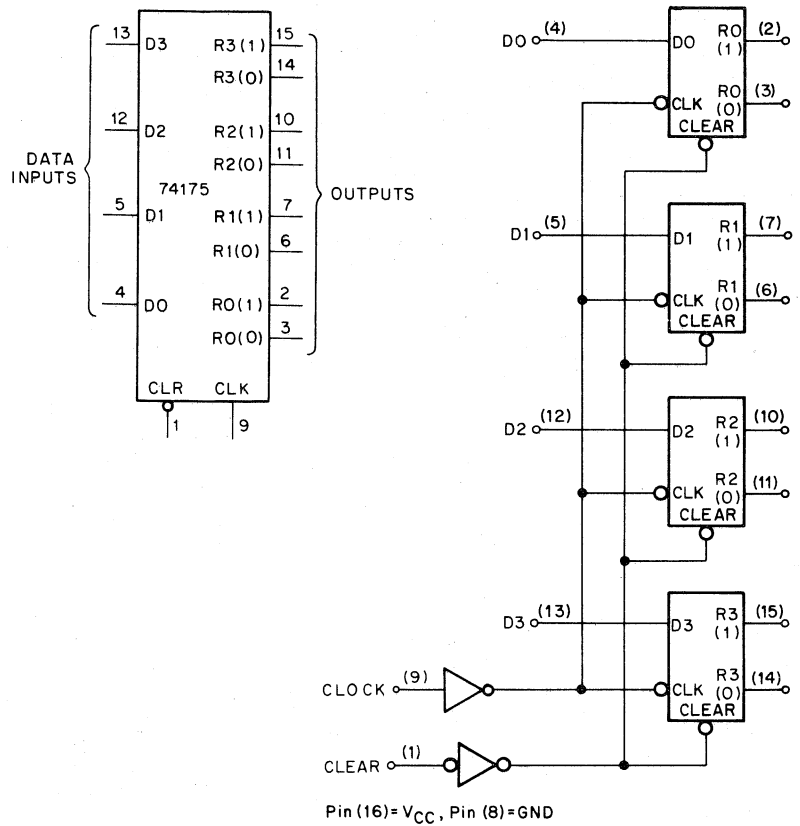 13 D3 R3(1) 15
R3(0) 14
12 D2 R2(1) 10
R2(0) 11
DATA
INPUTS
74175
OUTPUTS
5 D1 R1(1) 7
R1(0) 6
4 D0 R0(1) 2
R0(0) 3
CLR CLK
1 9
D0 (4) D0 R0 (1) (2)
R0 (0) (3)
CLK
CLEAR
D1 (5) D1 R1 (1) (7)
R1 (0) (6)
CLK
CLEAR
D2 (12) D2 R2 (1) (10)
R2 (0) (11)
CLK
CLEAR
D3 (13) D3 R3 (1) (15)
R3 (0) (14)
CLK
CLEAR
CLOCK (9)
CLEAR (1)
Pin (16)=VCC, Pin (8)=GND